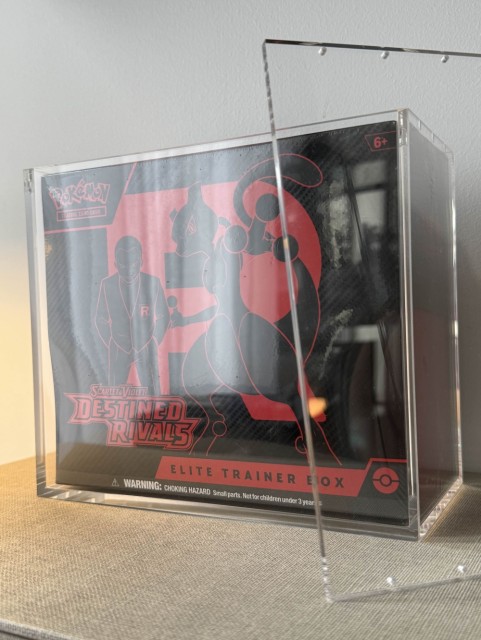 POKÉMON
6+
R
SCARLET & VIOLET
DESTINED
RIVALS
ELITE TRAINER BOX
⚠ WARNING: CHOKING HAZARD Small parts. Not for children under 3 years